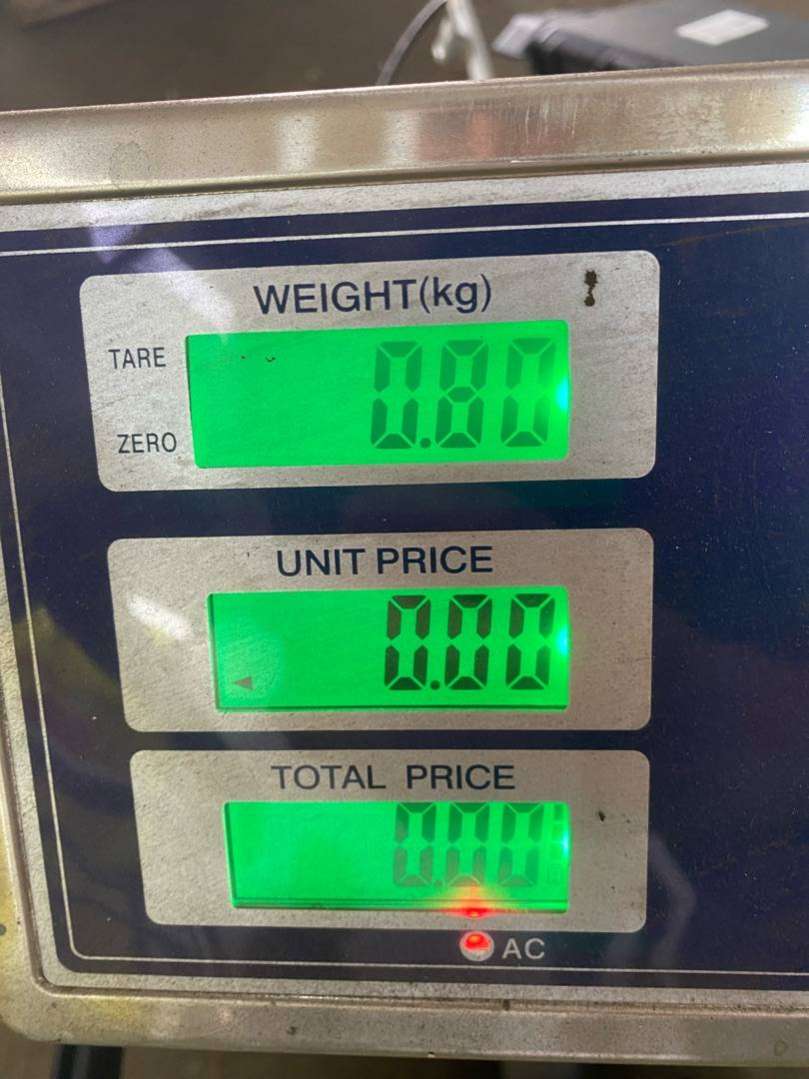 WEIGHT(kg)
TARE
0.80
ZERO
UNIT PRICE
0.00
TOTAL PRICE
0.00
AC